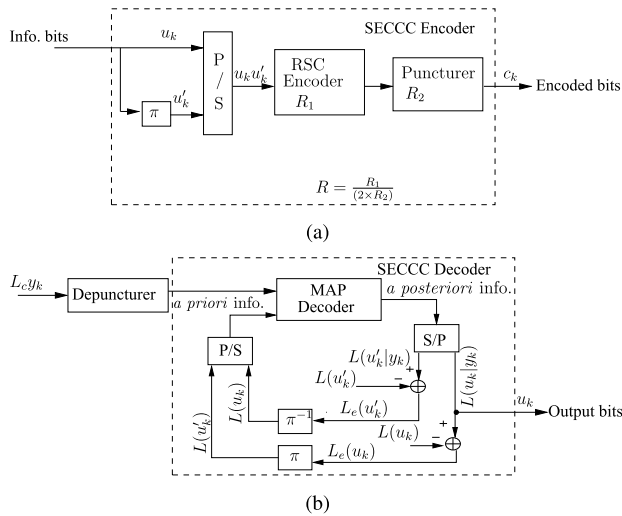 SECCC Encoder
Info. bits
u_k
P
/
S
u_k u'_k
RSC
Encoder
R_1
Puncturer
R_2
c_k
Encoded bits
π
u'_k
R = R_1/(2×R_2)
(a)
SECCC Decoder
L_c y_k
Depuncturer
a priori info.
MAP
Decoder
a posteriori info.
P/S
S/P
L(u'_k|y_k)
L(u_k|y_k)
L(u'_k)
+
−
L(u'_k)
L(u_k)
L_e(u'_k)
π^{-1}
L(u_k)
+
−
u_k
Output bits
π
L_e(u_k)
(b)